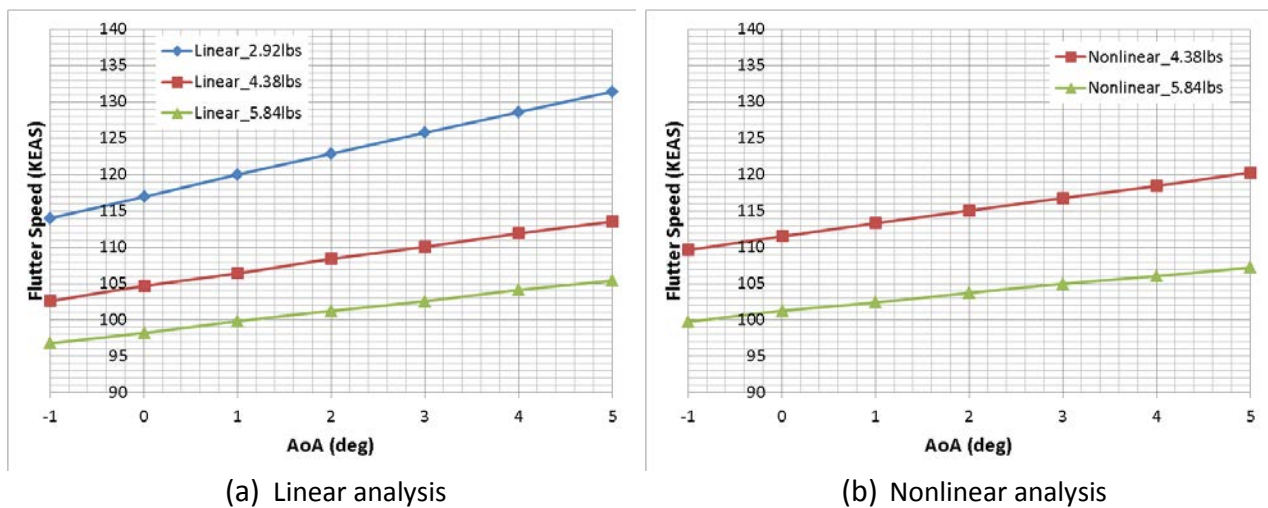 140
135
130
125
120
115
110
105
100
95
90
Flutter Speed (KEAS)
Linear_2.92lbs
Linear_4.38lbs
Linear_5.84lbs
-1 0 1 2 3 4 5
AoA (deg)
(a) Linear analysis
140
135
130
125
120
115
110
105
100
95
90
Flutter Speed (KEAS)
Nonlinear_4.38lbs
Nonlinear_5.84lbs
-1 0 1 2 3 4 5
AoA (deg)
(b) Nonlinear analysis